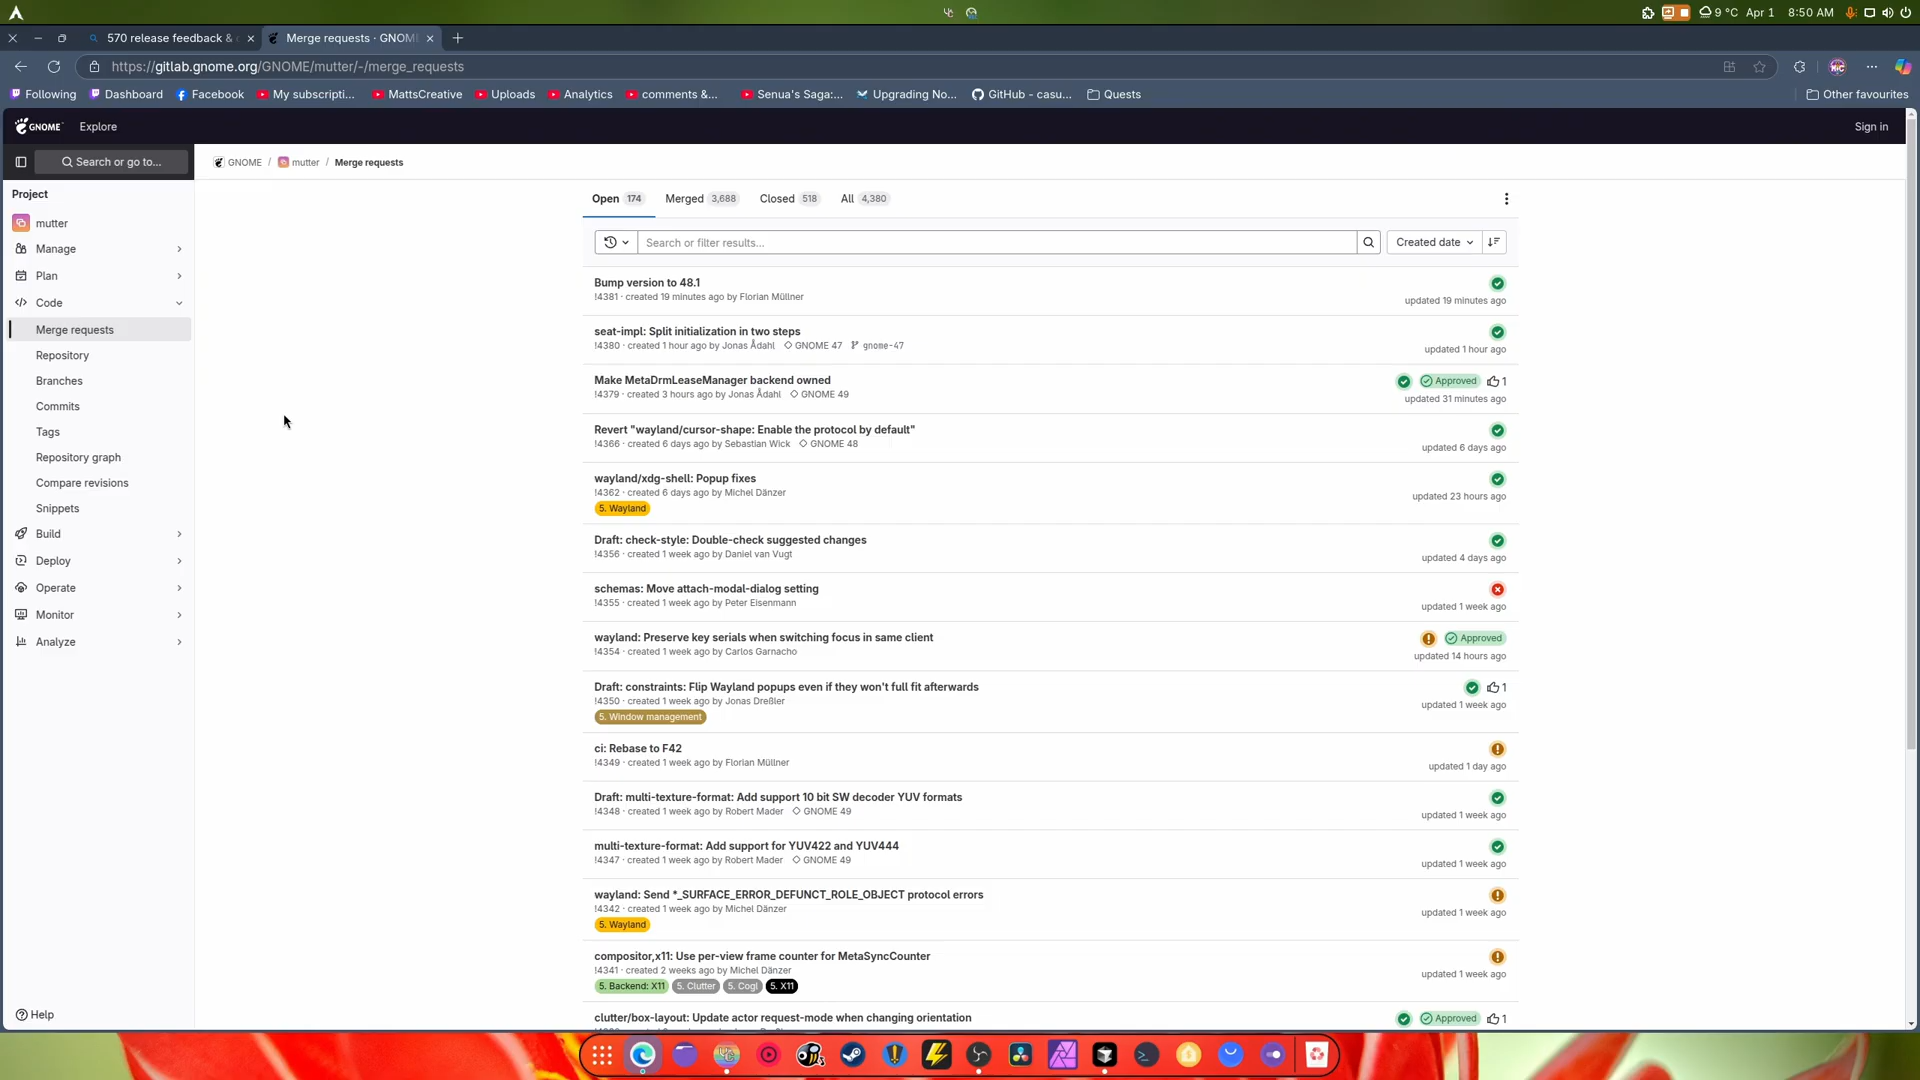 9 °C Apr 1 8:50 AM
570 release feedback &
Merge requests · GNOM
https://gitlab.gnome.org/GNOME/mutter/-/merge_requests
Following
Dashboard
Facebook
My subscripti...
MattsCreative
Uploads
Analytics
comments &...
Senua's Saga:...
Upgrading No...
GitHub - casu...
Quests
Other favourites
GNOME
Explore
Sign in
Search or go to...
GNOME / mutter / Merge requests
Project
mutter
Manage
Plan
Code
Merge requests
Repository
Branches
Commits
Tags
Repository graph
Compare revisions
Snippets
Build
Deploy
Operate
Monitor
Analyze
Help
Open 174 Merged 3,688 Closed 518 All 4,380
Search or filter results...
Created date
Bump version to 48.1
!4381 · created 19 minutes ago by Florian Müllner
updated 19 minutes ago
seat-impl: Split initialization in two steps
!4380 · created 1 hour ago by Jonas Ådahl GNOME 47 gnome-47
updated 1 hour ago
Make MetaDrmLeaseManager backend owned
Approved 1
!4379 · created 3 hours ago by Jonas Ådahl GNOME 49
updated 31 minutes ago
Revert "wayland/cursor-shape: Enable the protocol by default"
!4366 · created 6 days ago by Sebastian Wick GNOME 48
updated 6 days ago
wayland/xdg-shell: Popup fixes
!4362 · created 6 days ago by Michel Dänzer
updated 23 hours ago
5. Wayland
Draft: check-style: Double-check suggested changes
!4356 · created 1 week ago by Daniel van Vugt
updated 4 days ago
schemas: Move attach-modal-dialog setting
!4355 · created 1 week ago by Peter Eisenmann
updated 1 week ago
wayland: Preserve key serials when switching focus in same client
Approved
!4354 · created 1 week ago by Carlos Garnacho
updated 14 hours ago
Draft: constraints: Flip Wayland popups even if they won't full fit afterwards
1
!4350 · created 1 week ago by Jonas Dreßler
updated 1 week ago
5. Window management
ci: Rebase to F42
!4349 · created 1 week ago by Florian Müllner
updated 1 day ago
Draft: multi-texture-format: Add support 10 bit SW decoder YUV formats
!4348 · created 1 week ago by Robert Mader GNOME 49
updated 1 week ago
multi-texture-format: Add support for YUV422 and YUV444
!4347 · created 1 week ago by Robert Mader GNOME 49
updated 1 week ago
wayland: Send *_SURFACE_ERROR_DEFUNCT_ROLE_OBJECT protocol errors
!4342 · created 1 week ago by Michel Dänzer
updated 1 week ago
5. Wayland
compositor,x11: Use per-view frame counter for MetaSyncCounter
!4341 · created 2 weeks ago by Michel Dänzer
updated 1 week ago
5. Backend: X11 5. Clutter 5. Cogl 5. X11
clutter/box-layout: Update actor request-mode when changing orientation
Approved 1